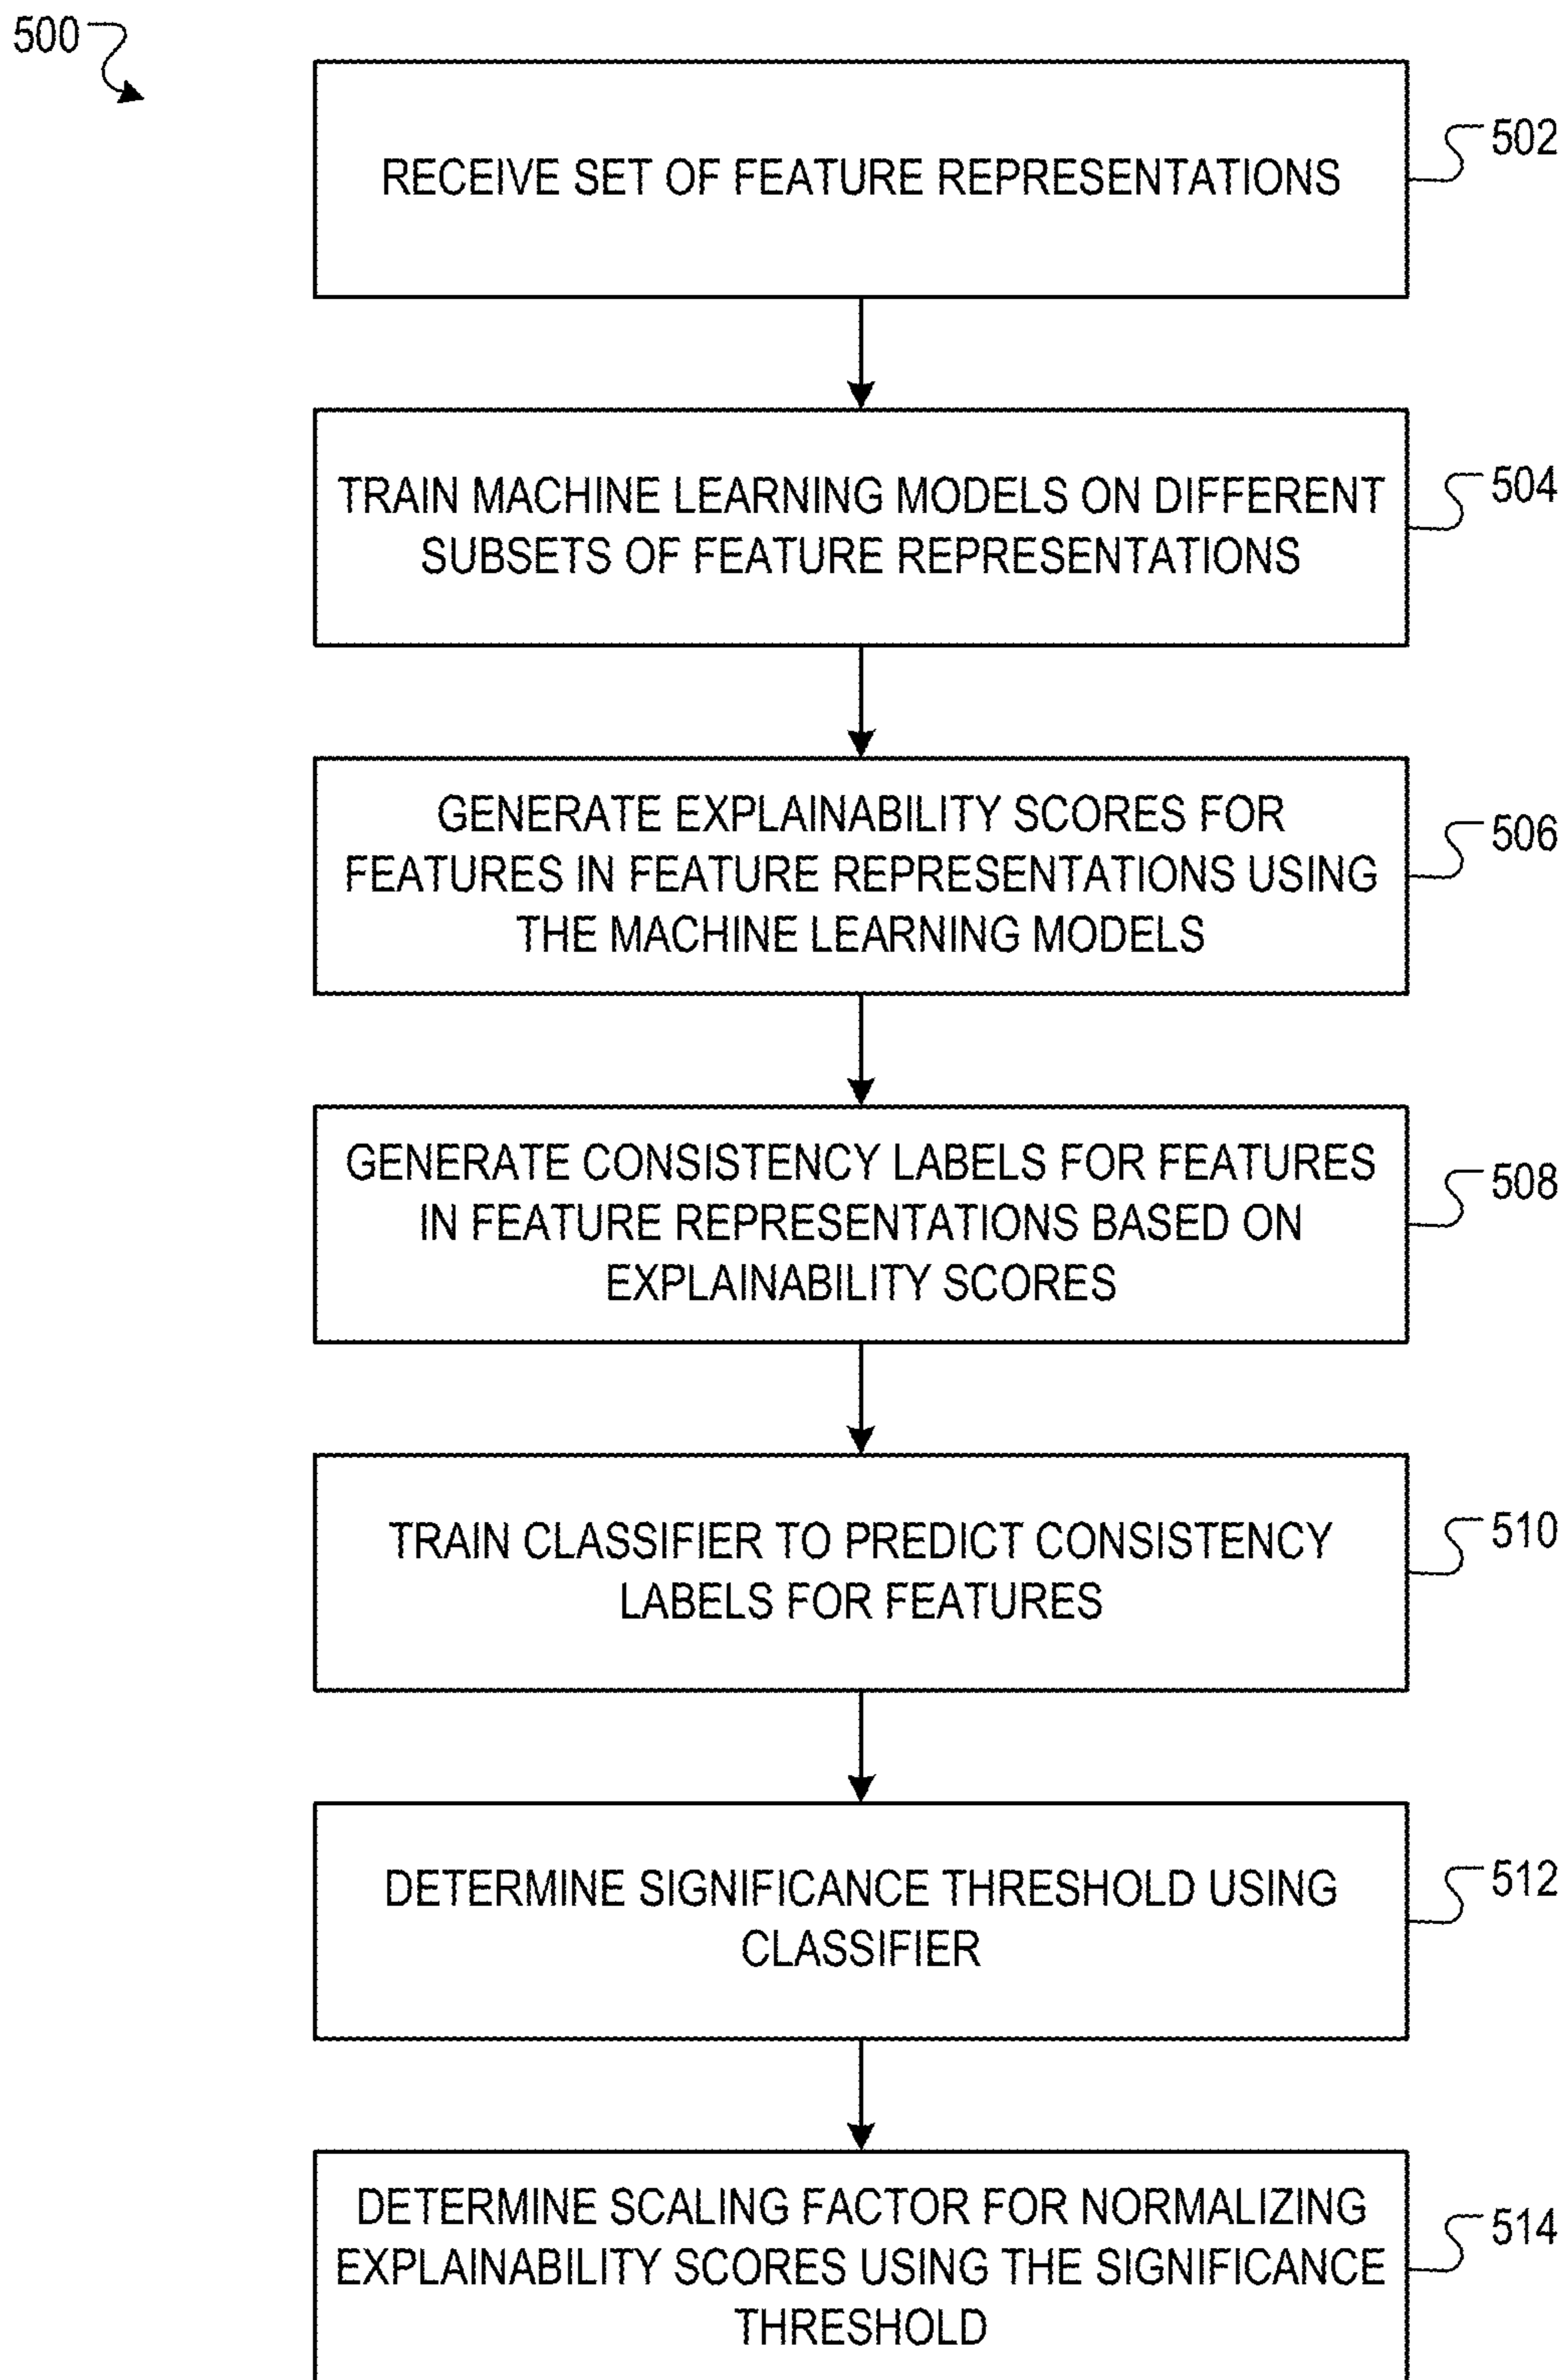 500
RECEIVE SET OF FEATURE REPRESENTATIONS
502
TRAIN MACHINE LEARNING MODELS ON DIFFERENT
SUBSETS OF FEATURE REPRESENTATIONS
504
GENERATE EXPLAINABILITY SCORES FOR
FEATURES IN FEATURE REPRESENTATIONS USING
THE MACHINE LEARNING MODELS
506
GENERATE CONSISTENCY LABELS FOR FEATURES
IN FEATURE REPRESENTATIONS BASED ON
EXPLAINABILITY SCORES
508
TRAIN CLASSIFIER TO PREDICT CONSISTENCY
LABELS FOR FEATURES
510
DETERMINE SIGNIFICANCE THRESHOLD USING
CLASSIFIER
512
DETERMINE SCALING FACTOR FOR NORMALIZING
EXPLAINABILITY SCORES USING THE SIGNIFICANCE
THRESHOLD
514